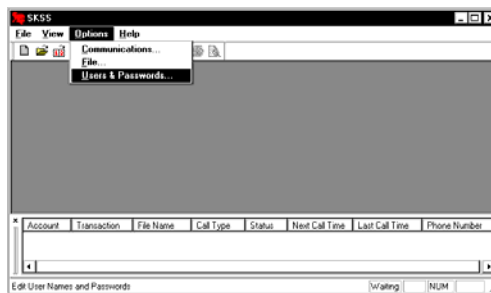 SKSS
File View Options Help
Communications...
File...
Users & Passwords...
Account Transaction File Name Call Type Status Next Call Time Last Call Time Phone Number
Edit User Names and Passwords Waiting NUM